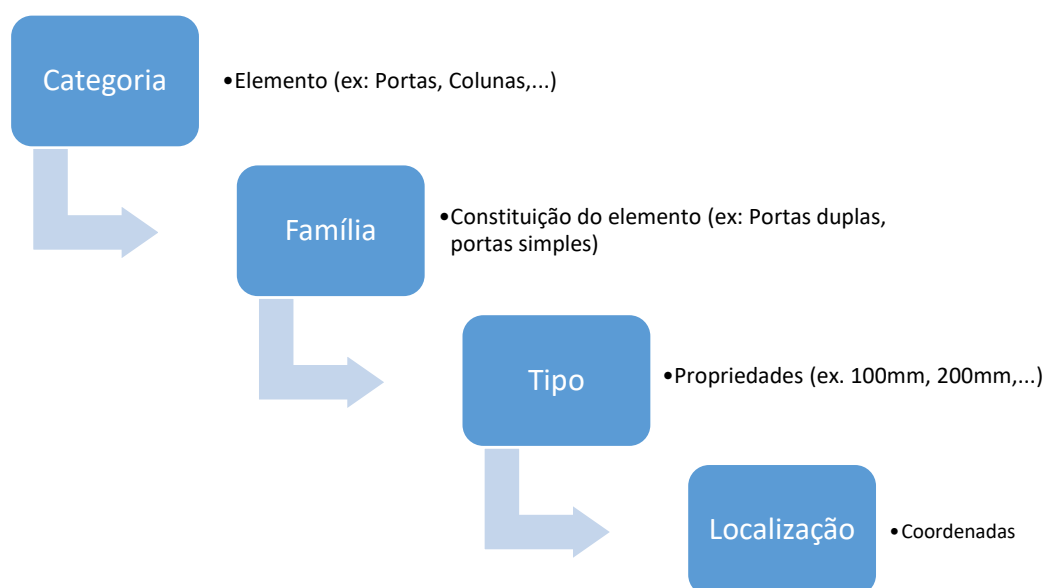 Categoria
•Elemento (ex: Portas, Colunas,...)
Família
•Constituição do elemento (ex: Portas duplas,
portas simples)
Tipo
•Propriedades (ex. 100mm, 200mm,...)
Localização
•Coordenadas